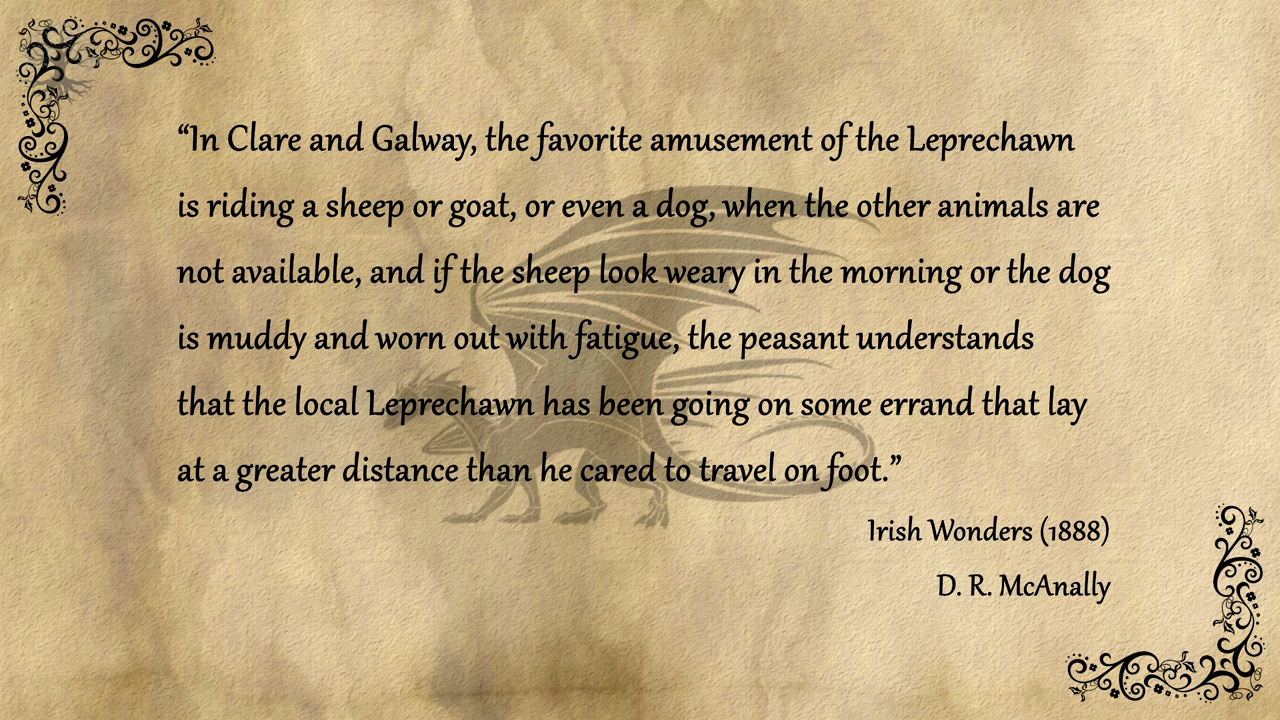 “In Clare and Galway, the favorite amusement of the Leprechawn
is riding a sheep or goat, or even a dog, when the other animals are
not available, and if the sheep look weary in the morning or the dog
is muddy and worn out with fatigue, the peasant understands
that the local Leprechawn has been going on some errand that lay
at a greater distance than he cared to travel on foot.”
Irish Wonders (1888)
D. R. McAnally